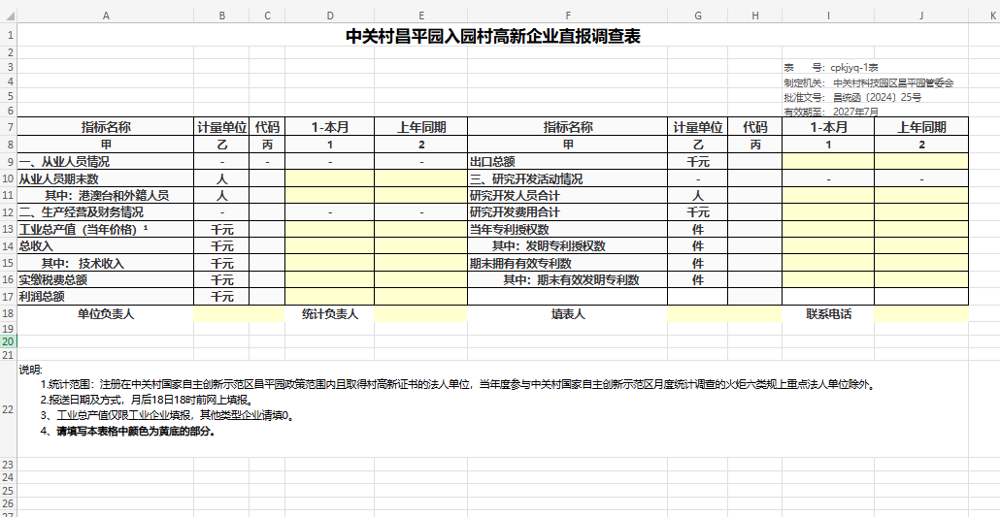 A B C D E F G H I J K
1 中关村昌平园入园村高新企业直报调查表
2
3 表 号：cpkjyq-1表
4 制定机关： 中关村科技园区昌平园管委会
5 批准文号： 昌统函〔2024〕25号
6 有效期至： 2027年7月
7 指标名称 计量单位 代码 1-本月 上年同期 指标名称 计量单位 代码 1-本月 上年同期
8 甲 乙 丙 1 2 甲 乙 丙 1 2
9 一、从业人员情况 - - - - 出口总额 千元
10 从业人员期末数 人 三、研究开发活动情况 - - -
11 其中：港澳台和外籍人员 人 研究开发人员合计 人
12 二、生产经营及财务情况 - - - 研究开发费用合计 千元
13 工业总产值（当年价格）¹ 千元 当年专利授权数 件
14 总收入 千元 其中：发明专利授权数 件
15 其中： 技术收入 千元 期末拥有有效专利数 件
16 实缴税费总额 千元 其中：期末有效发明专利数 件
17 利润总额 千元
18 单位负责人 统计负责人 填表人 联系电话
19
20
21
说明:
1.统计范围：注册在中关村国家自主创新示范区昌平园政策范围内且取得村高新证书的法人单位，当年度参与中关村国家自主创新示范区月度统计调查的火炬六类规上重点法人单位除外。
22 2.报送日期及方式，月后18日18时前网上填报。
3、工业总产值仅限工业企业填报，其他类型企业请填0。
4、请填写本表格中颜色为黄底的部分。
23
24
25
26
27